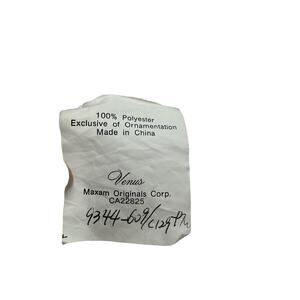 100% Polyester
Exclusive of Ornamentation
Made in China
Venus
Maxam Originals Corp.
CA22825
9344-609/